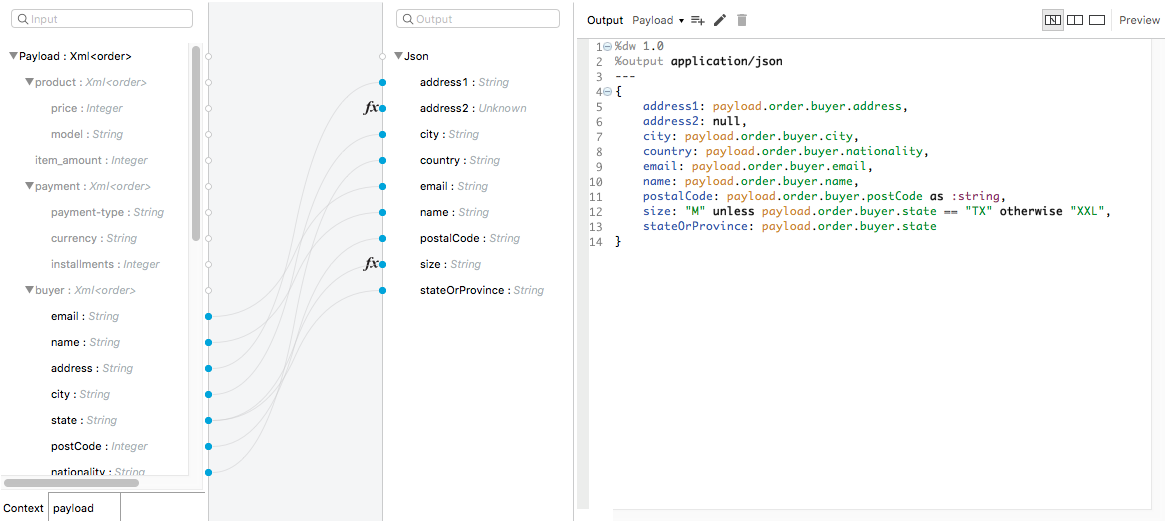 Input
Payload : Xml<order>
product : Xml<order>
price : Integer
model : String
item_amount : Integer
payment : Xml<order>
payment-type : String
currency : String
installments : Integer
buyer : Xml<order>
email : String
name : String
address : String
city : String
state : String
postCode : Integer
nationality : String
Context payload
fx
fx
Output
Json
address1 : String
address2 : Unknown
city : String
country : String
email : String
name : String
postalCode : String
size : String
stateOrProvince : String
Output Payload Preview
1 %dw 1.0
2 %output application/json
3 ---
4 {
5 address1: payload.order.buyer.address,
6 address2: null,
7 city: payload.order.buyer.city,
8 country: payload.order.buyer.nationality,
9 email: payload.order.buyer.email,
10 name: payload.order.buyer.name,
11 postalCode: payload.order.buyer.postCode as :string,
12 size: "M" unless payload.order.buyer.state == "TX" otherwise "XXL",
13 stateOrProvince: payload.order.buyer.state
14 }